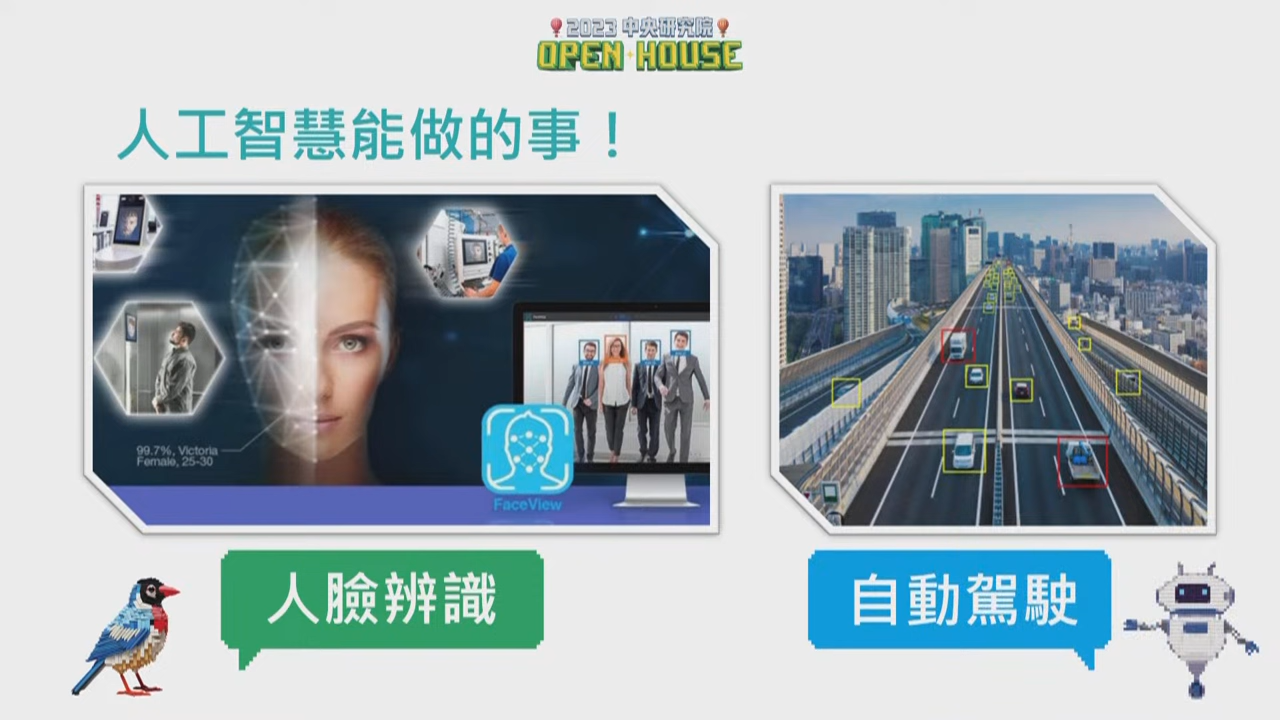 2023 中央研究院
OPEN HOUSE
人工智慧能做的事！
99.7%, Victoria
Female, 25-30
FaceView
人臉辨識
自動駕駛